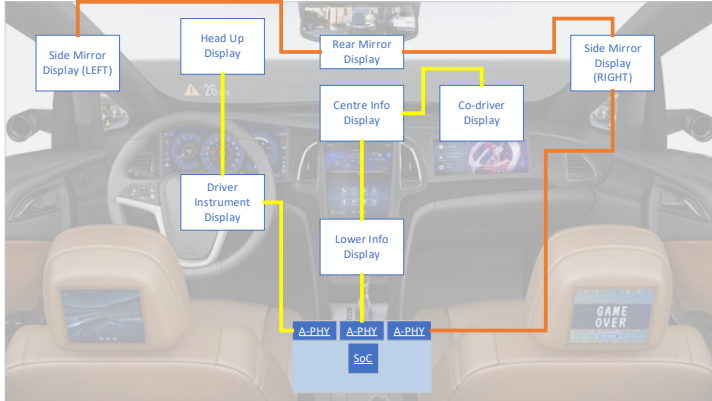 Head Up
Display
Rear Mirror
Display
Side Mirror
Display (LEFT)
Side Mirror
Display
(RIGHT)
26
Centre Info
Display
Co-driver
Display
Driver
Instrument
Display
Lower Info
Display
GAME
OVER
A-PHY
A-PHY
A-PHY
SoC